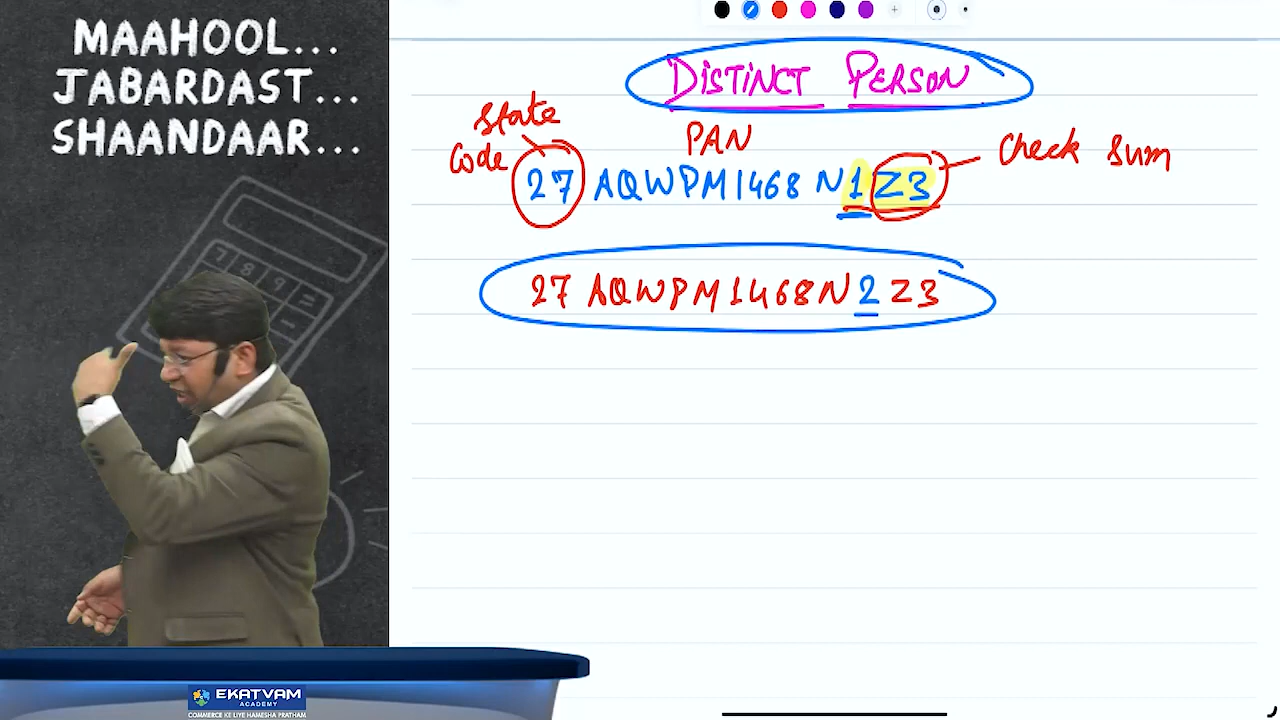 MAAHOOL...
JABARDAST...
SHAANDAAR...
DISTINCT PERSON
State Code
PAN
Check Sum
27 AQWPM1468 N1Z3
27 AQWPM1468N2Z3
EKATVAM
ACADEMY
COMMERCE KE LIYE HAMESHA PRATHAM